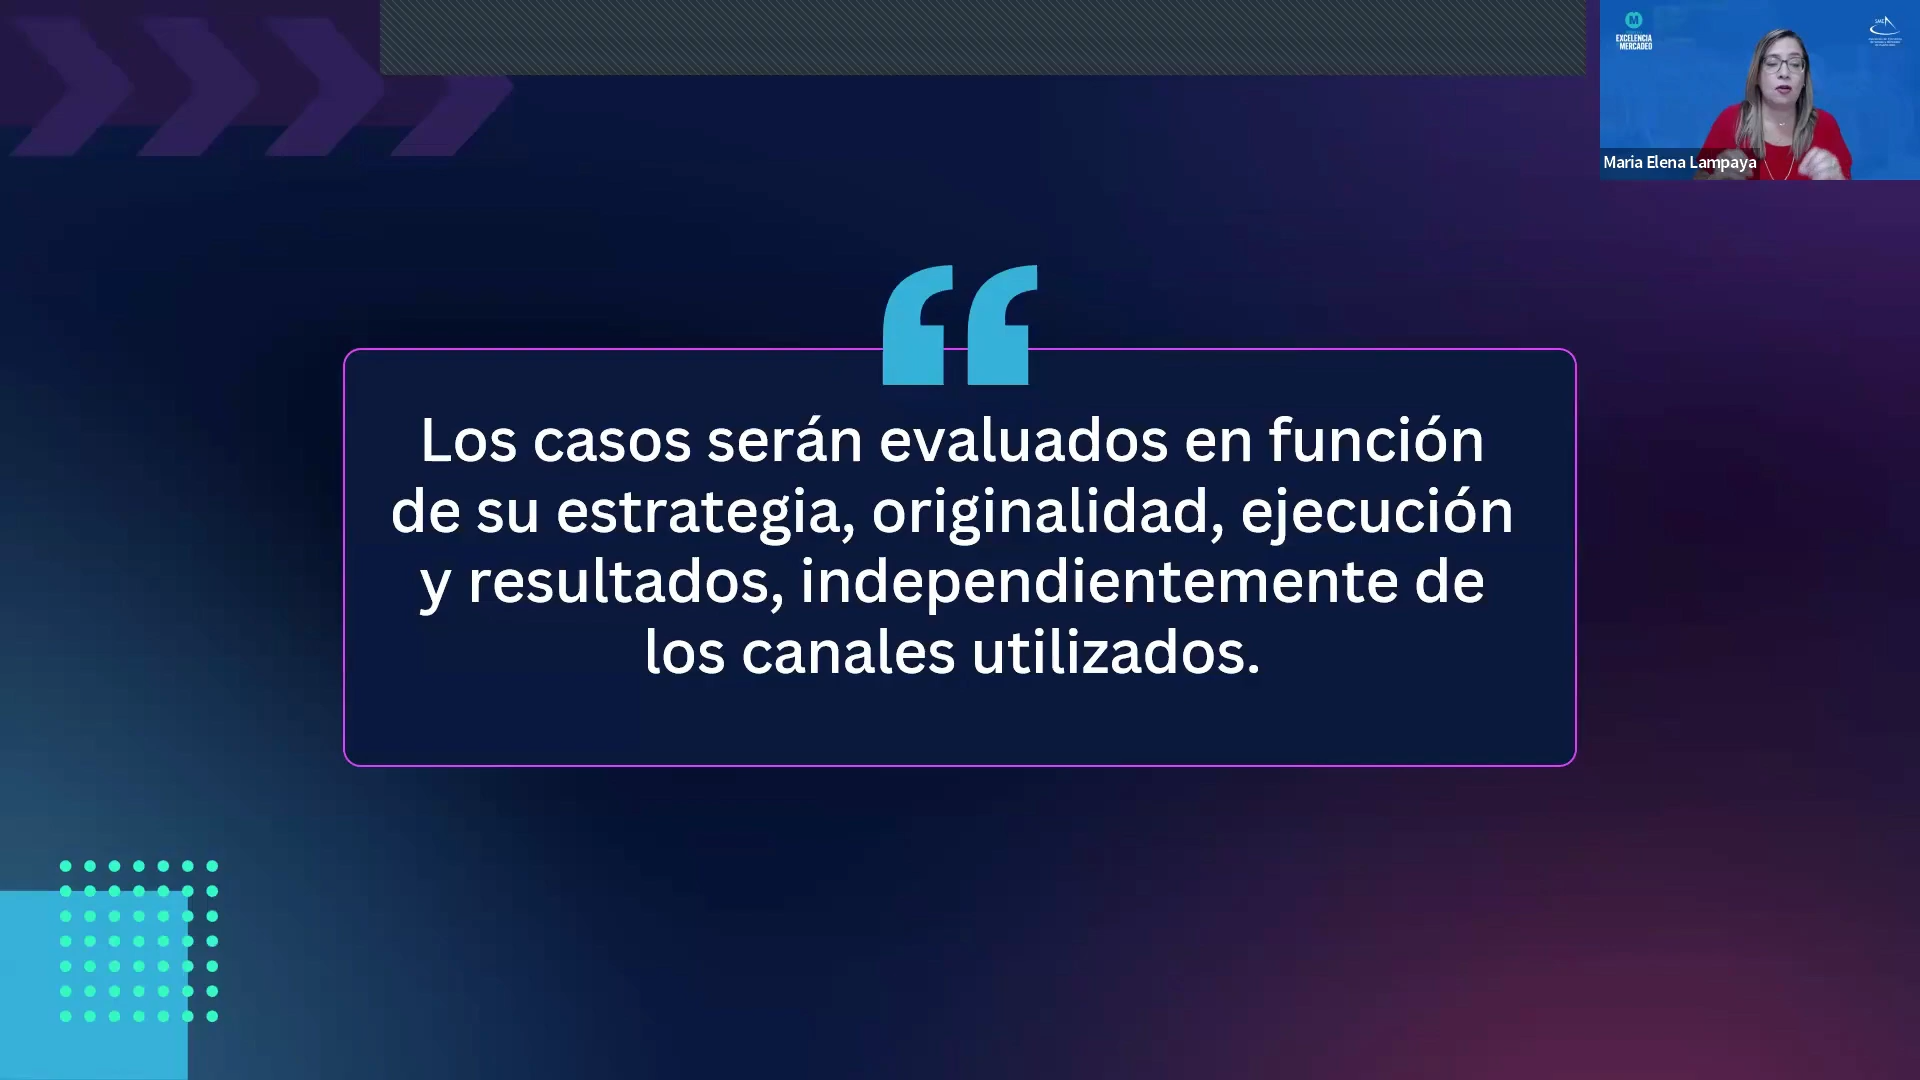 M
EXCELENCIA
MERCADEO
SME
Maria Elena Lampaya
Los casos serán evaluados en función
de su estrategia, originalidad, ejecución
y resultados, independientemente de
los canales utilizados.